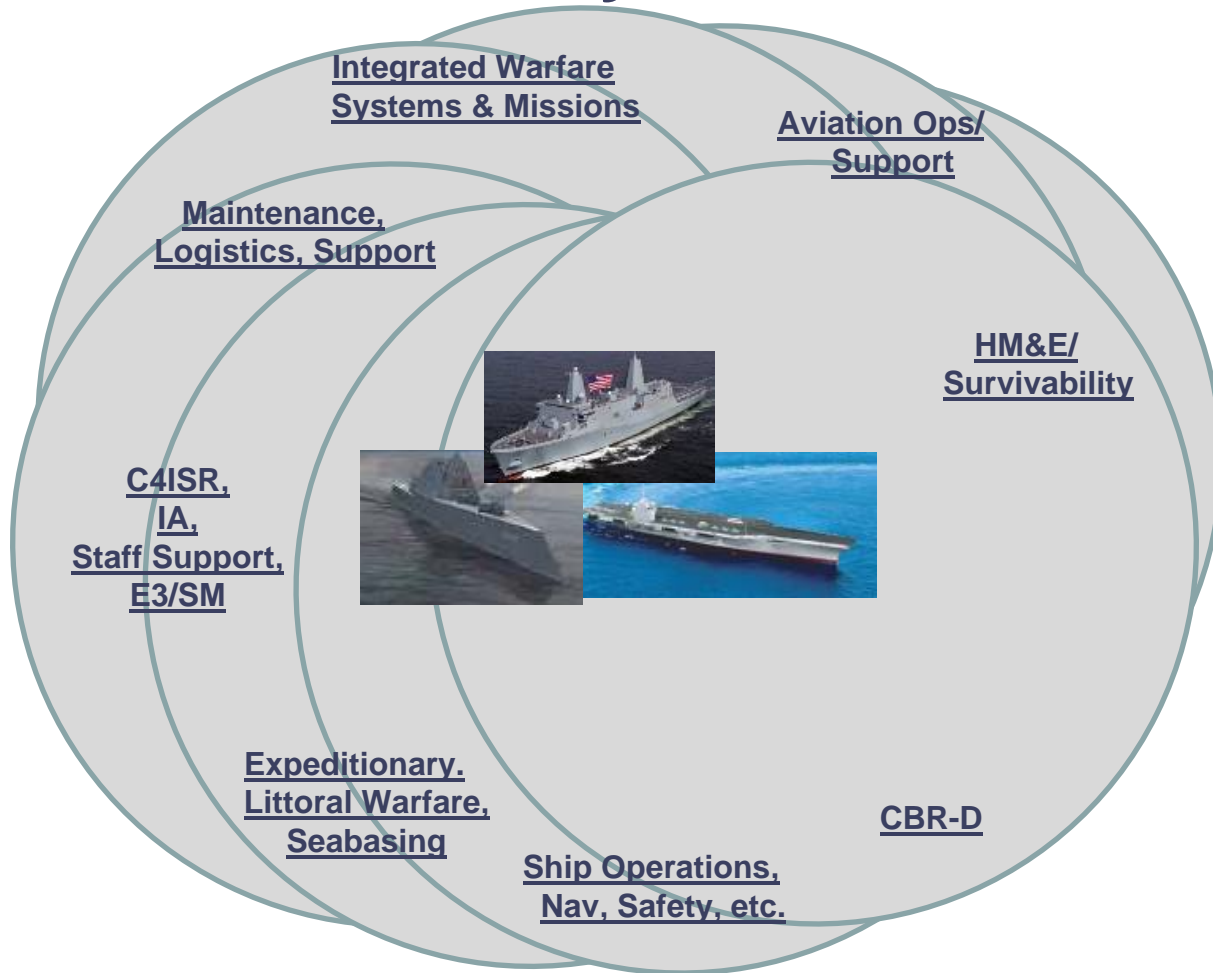 Integrated Warfare
Systems & Missions
Aviation Ops/
Support
Maintenance,
Logistics, Support
HM&E/
Survivability
C4ISR,
IA,
Staff Support,
E3/SM
Expeditionary.
Littoral Warfare,
Seabasing
CBR-D
Ship Operations,
Nav, Safety, etc.